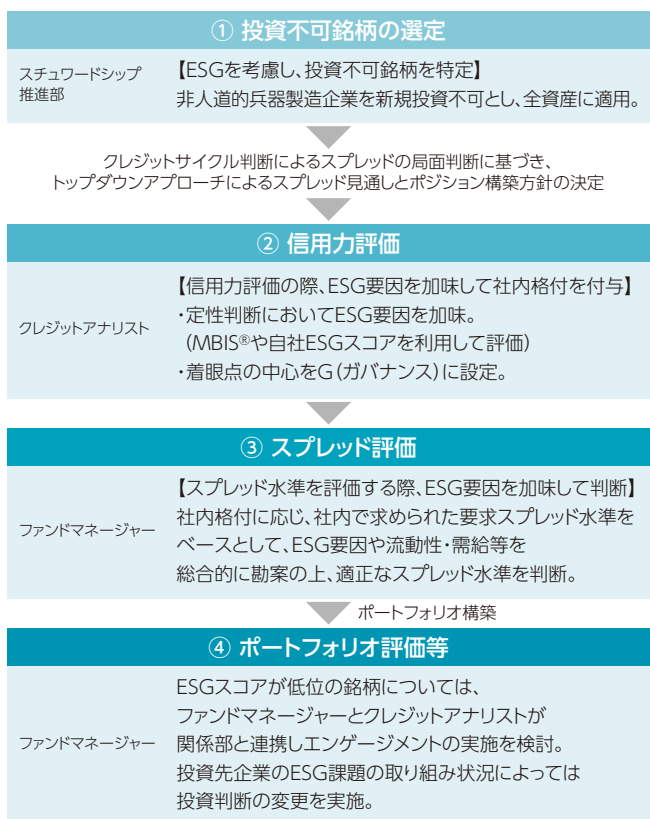 ① 投資不可銘柄の選定
スチュワードシップ
推進部
【ESGを考慮し、投資不可銘柄を特定】
非人道的兵器製造企業を新規投資不可とし、全資産に適用。
クレジットサイクル判断によるスプレッドの局面判断に基づき、
トップダウンアプローチによるスプレッド見通しとポジション構築方針の決定
② 信用力評価
クレジットアナリスト
【信用力評価の際、ESG要因を加味して社内格付を付与】
・定性判断においてESG要因を加味。
(MBIS®や自社ESGスコアを利用して評価)
・着眼点の中心をG(ガバナンス)に設定。
③ スプレッド評価
ファンドマネージャー
【スプレッド水準を評価する際、ESG要因を加味して判断】
社内格付に応じ、社内で求められた要求スプレッド水準を
ベースとして、ESG要因や流動性・需給等を
総合的に勘案の上、適正なスプレッド水準を判断。
ポートフォリオ構築
④ ポートフォリオ評価等
ファンドマネージャー
ESGスコアが低位の銘柄については、
ファンドマネージャーとクレジットアナリストが
関係部と連携しエンゲージメントの実施を検討。
投資先企業のESG課題の取り組み状況によっては
投資判断の変更を実施。